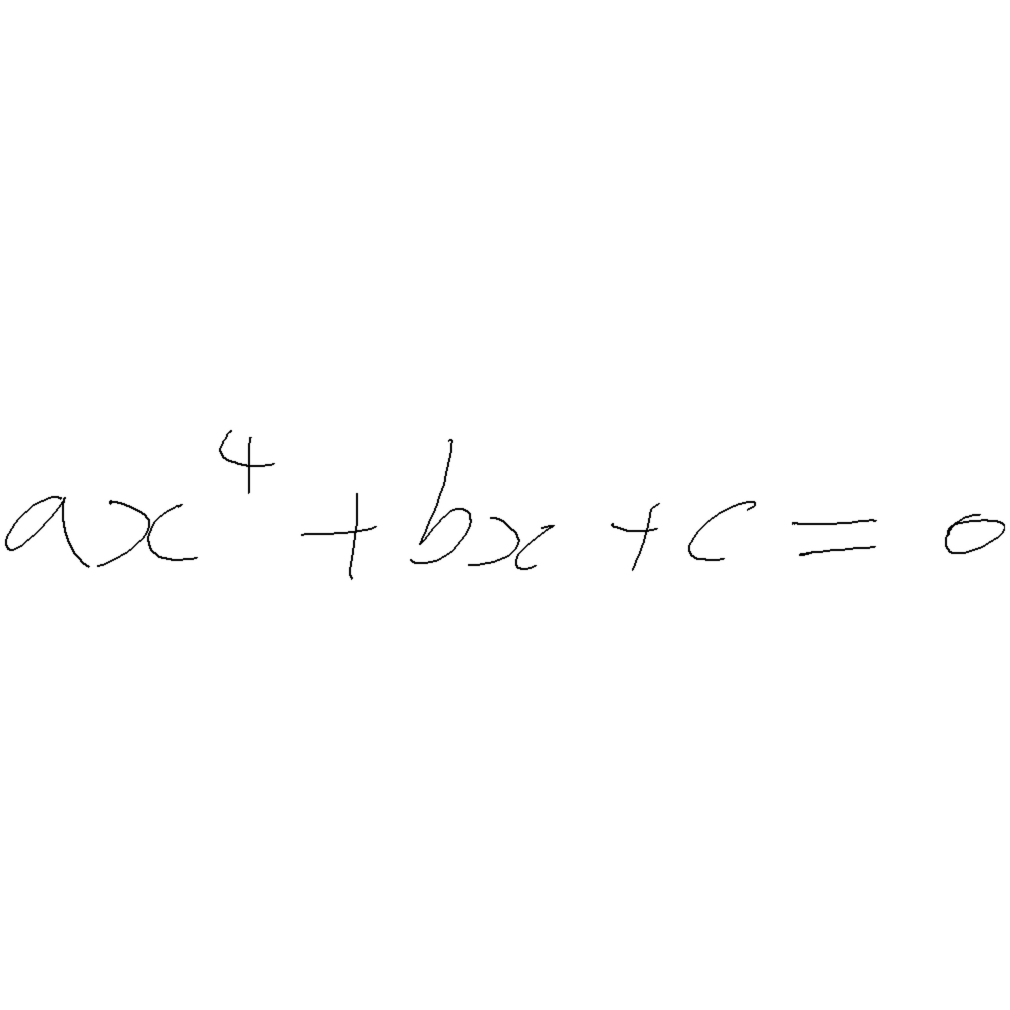 ax⁴ + bx + c = 0